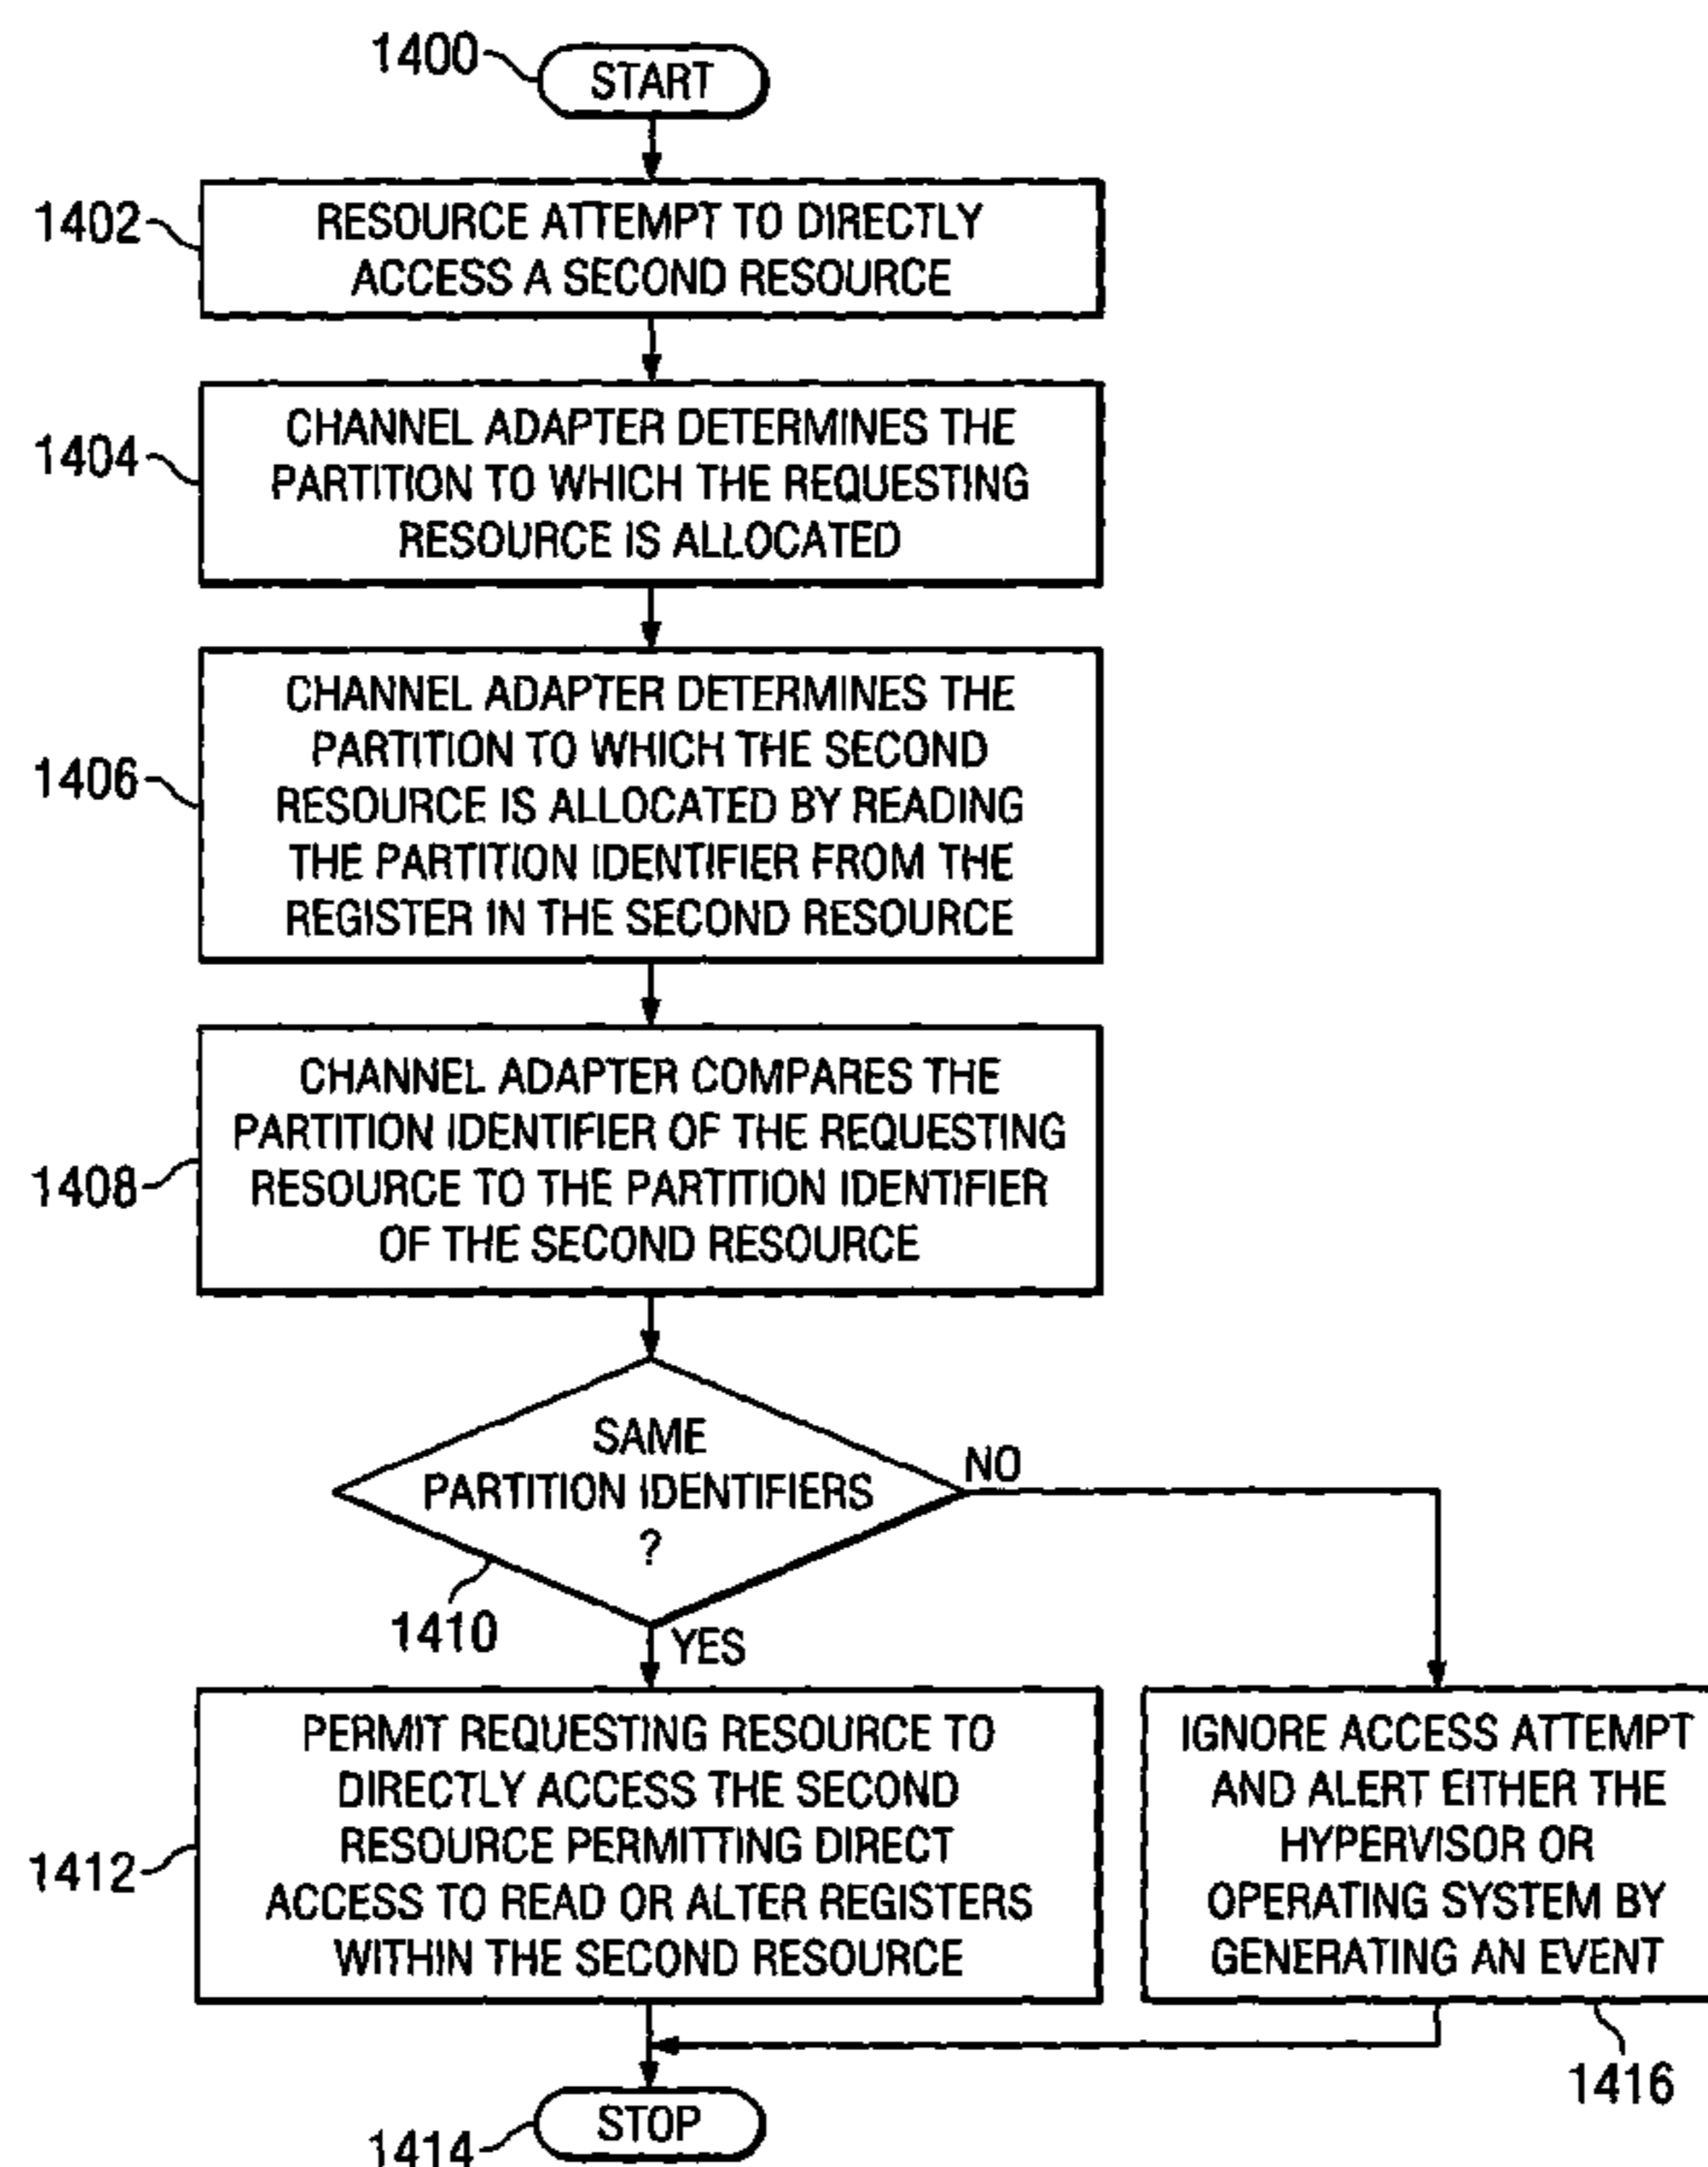 1400
START
1402
RESOURCE ATTEMPT TO DIRECTLY
ACCESS A SECOND RESOURCE
1404
CHANNEL ADAPTER DETERMINES THE
PARTITION TO WHICH THE REQUESTING
RESOURCE IS ALLOCATED
1406
CHANNEL ADAPTER DETERMINES THE
PARTITION TO WHICH THE SECOND
RESOURCE IS ALLOCATED BY READING
THE PARTITION IDENTIFIER FROM THE
REGISTER IN THE SECOND RESOURCE
1408
CHANNEL ADAPTER COMPARES THE
PARTITION IDENTIFIER OF THE REQUESTING
RESOURCE TO THE PARTITION IDENTIFIER
OF THE SECOND RESOURCE
SAME
PARTITION IDENTIFIERS
?
NO
1410
YES
1412
PERMIT REQUESTING RESOURCE TO
DIRECTLY ACCESS THE SECOND
RESOURCE PERMITTING DIRECT
ACCESS TO READ OR ALTER REGISTERS
WITHIN THE SECOND RESOURCE
IGNORE ACCESS ATTEMPT
AND ALERT EITHER THE
HYPERVISOR OR
OPERATING SYSTEM BY
GENERATING AN EVENT
1416
1414
STOP